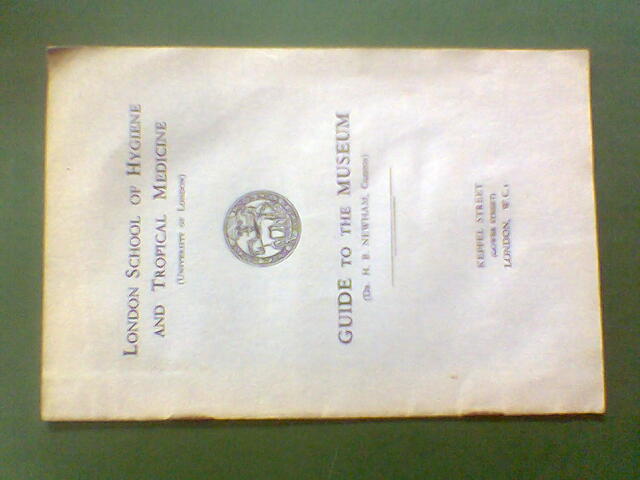 LONDON SCHOOL OF HYGIENE
AND TROPICAL MEDICINE
(UNIVERSITY OF LONDON)
GUIDE TO THE MUSEUM
(DR. H. B. NEWHAM, Curator)
KEPPEL STREET
(GOWER STREET)
LONDON, W.C.1